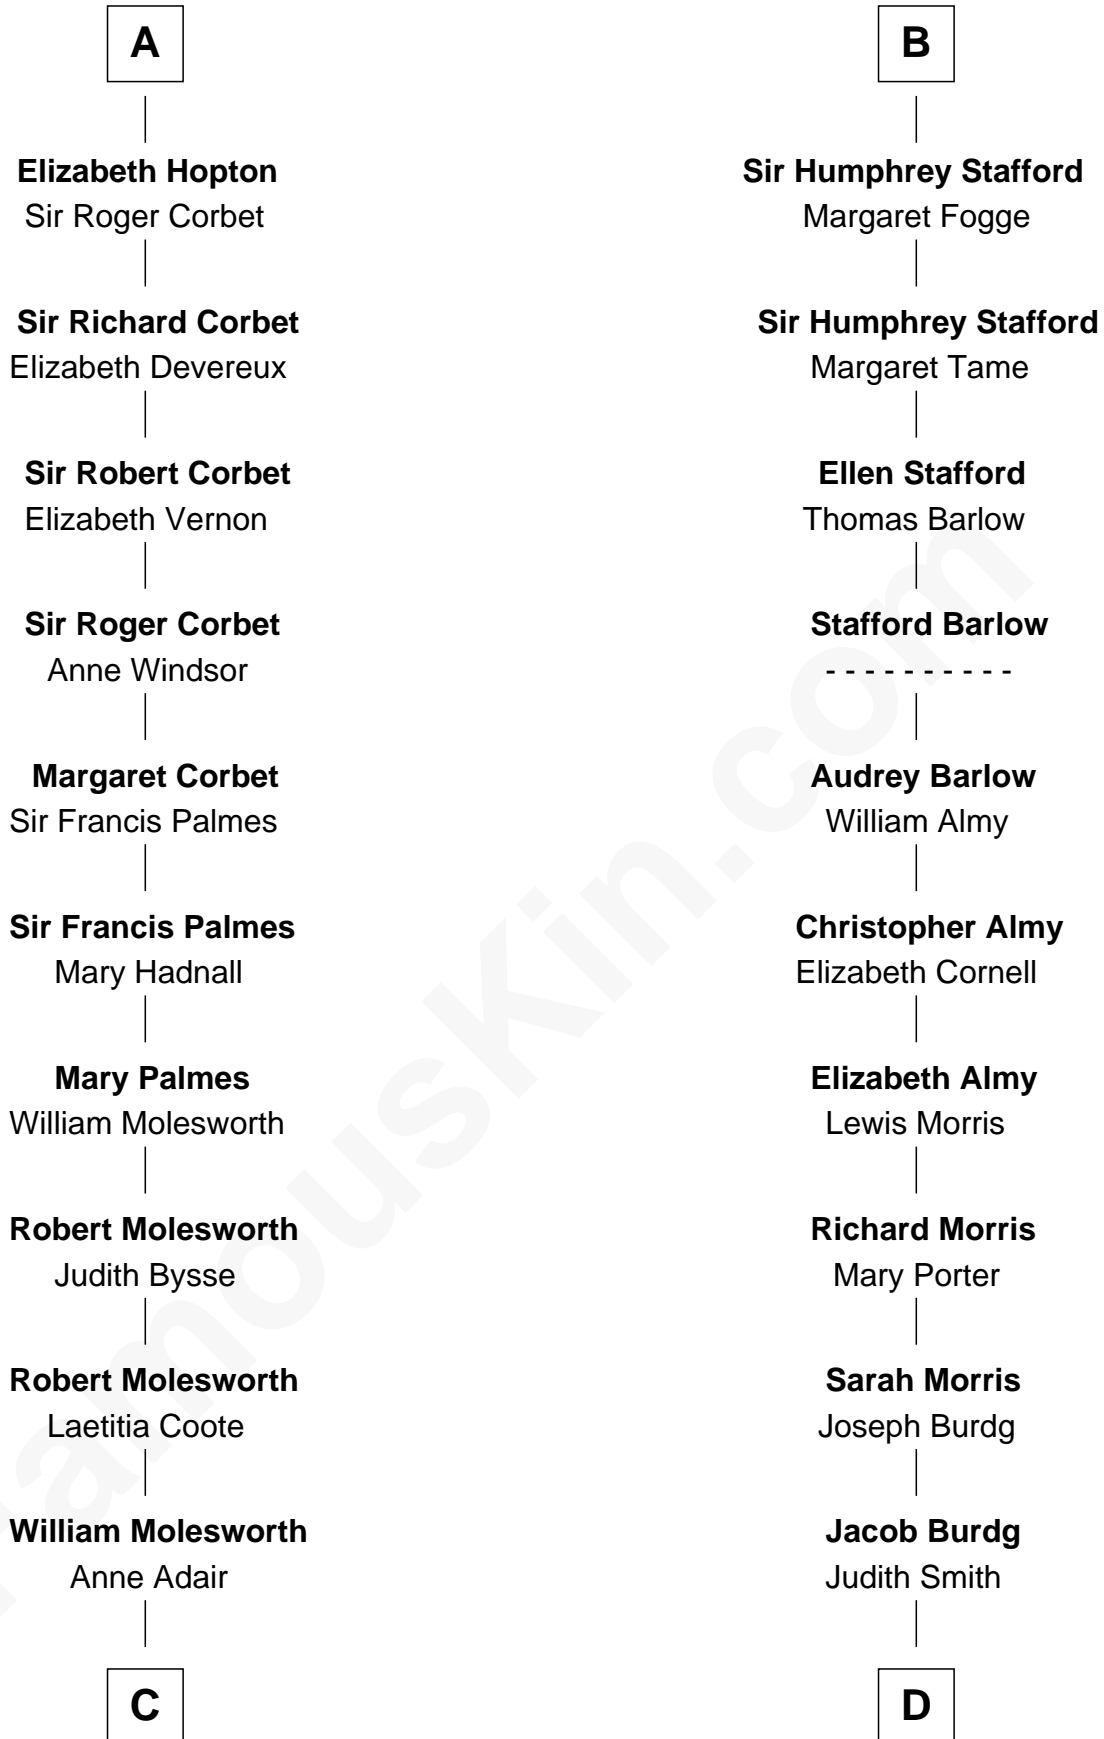 A
Elizabeth Hopton
Sir Roger Corbet
Sir Richard Corbet
Elizabeth Devereux
Sir Robert Corbet
Elizabeth Vernon
Sir Roger Corbet
Anne Windsor
Margaret Corbet
Sir Francis Palmes
Sir Francis Palmes
Mary Hadnall
Mary Palmes
William Molesworth
Robert Molesworth
Judith Bysse
Robert Molesworth
Laetitia Coote
William Molesworth
Anne Adair
C
B
Sir Humphrey Stafford
Margaret Fogge
Sir Humphrey Stafford
Margaret Tame
Ellen Stafford
Thomas Barlow
Stafford Barlow
- - - - - - - - - -
Audrey Barlow
William Almy
Christopher Almy
Elizabeth Cornell
Elizabeth Almy
Lewis Morris
Richard Morris
Mary Porter
Sarah Morris
Joseph Burdg
Jacob Burdg
Judith Smith
D
FamousKin.com